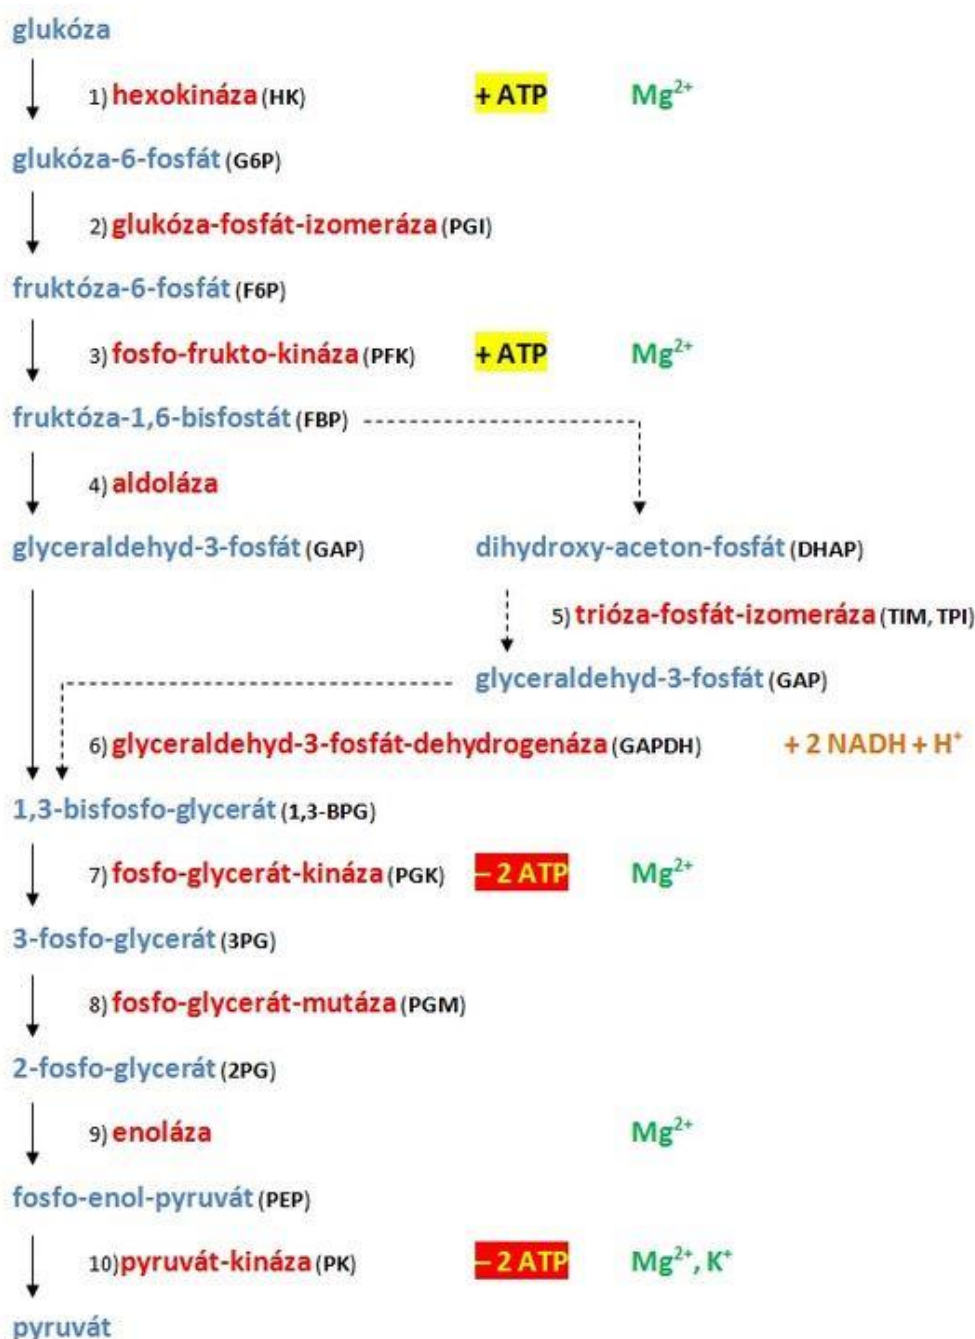 glukóza
1) hexokináza (HK) + ATP Mg²⁺
glukóza-6-fosfát (G6P)
2) glukóza-fosfát-izomeráza (PGI)
fruktóza-6-fosfát (F6P)
3) fosfo-frukto-kináza (PFK) + ATP Mg²⁺
fruktóza-1,6-bisfostát (FBP)
4) aldoláza
glyceraldehyd-3-fosfát (GAP) dihydroxy-aceton-fosfát (DHAP)
5) trióza-fosfát-izomeráza (TIM, TPI)
glyceraldehyd-3-fosfát (GAP)
6) glyceraldehyd-3-fosfát-dehydrogenáza (GAPDH) + 2 NADH + H⁺
1,3-bisfosfo-glycerát (1,3-BPG)
7) fosfo-glycerát-kináza (PGK) – 2 ATP Mg²⁺
3-fosfo-glycerát (3PG)
8) fosfo-glycerát-mutáza (PGM)
2-fosfo-glycerát (2PG)
9) enoláza Mg²⁺
fosfo-enol-pyruvát (PEP)
10) pyruvát-kináza (PK) – 2 ATP Mg²⁺, K⁺
pyruvát